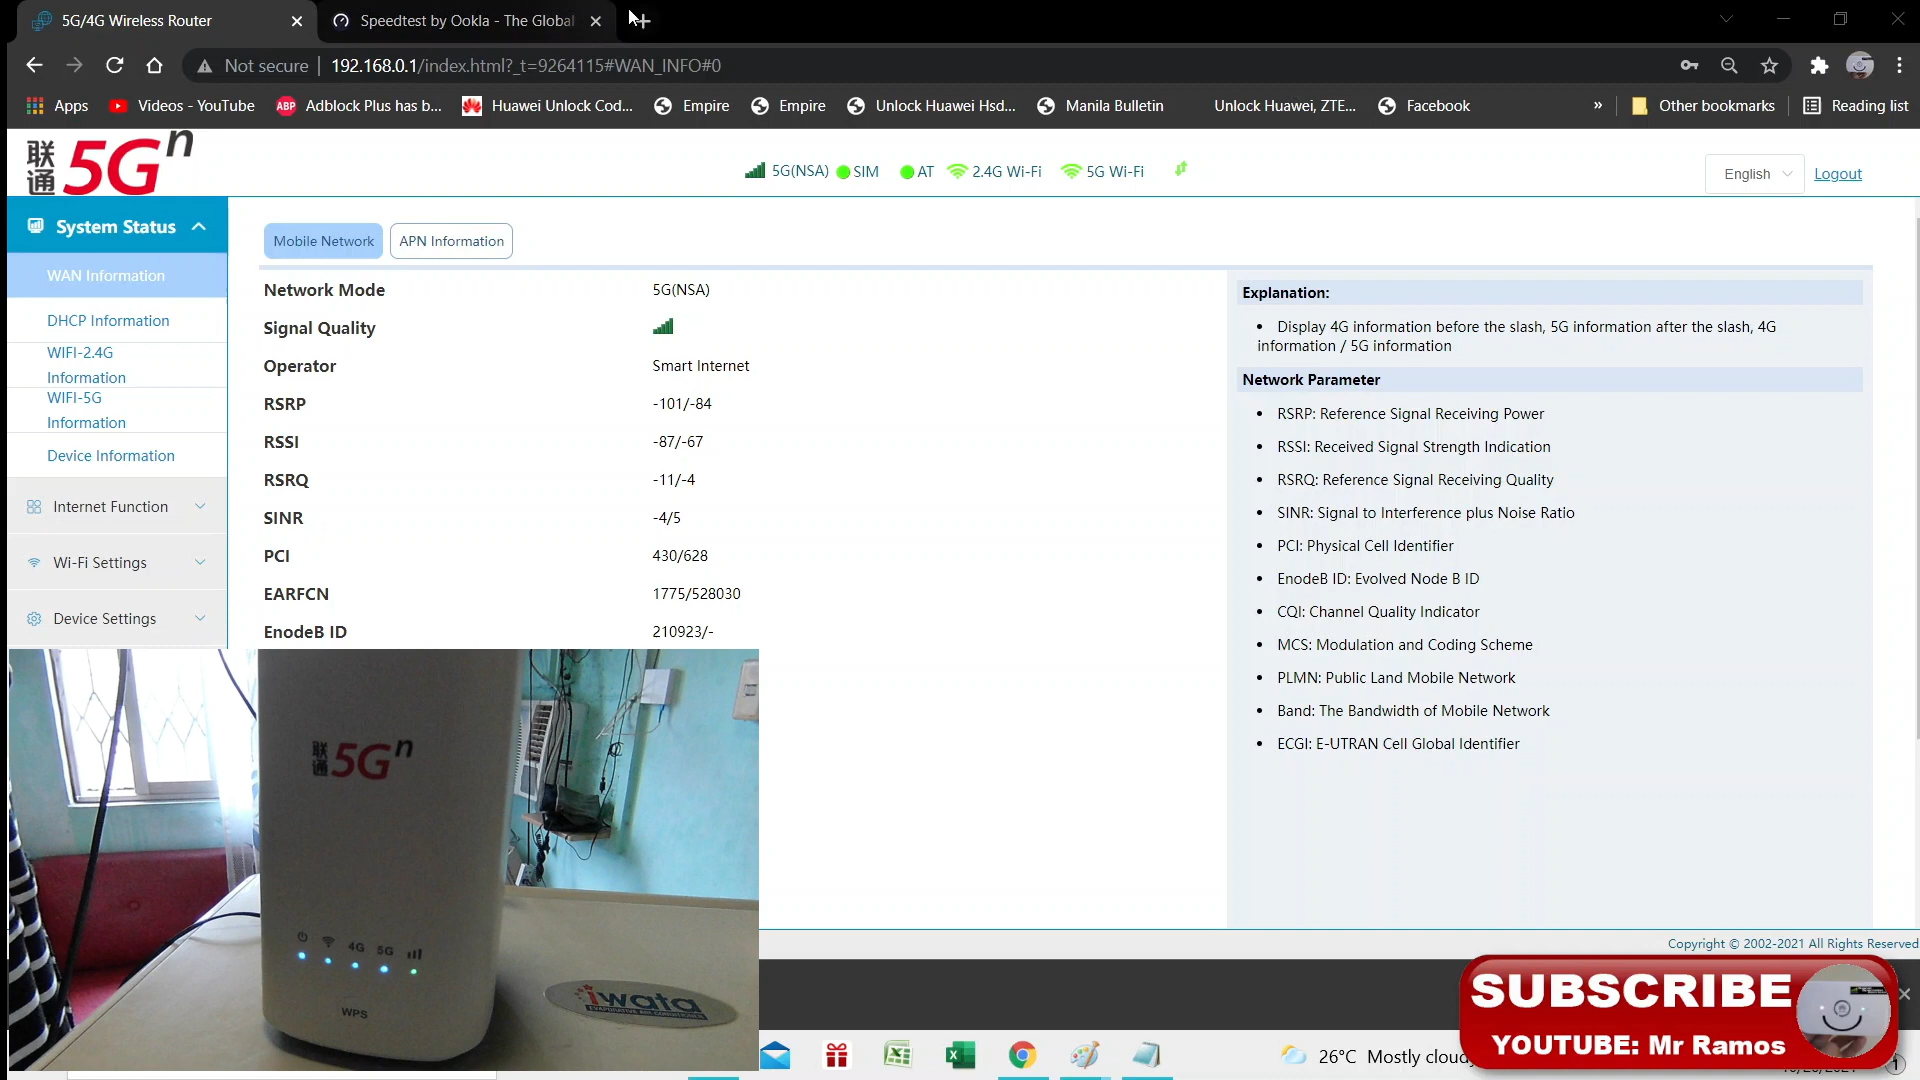 5G/4G Wireless Router
Speedtest by Ookla - The Global
Not secure
192.168.0.1/index.html?_t=9264115#WAN_INFO#0
Apps
Videos - YouTube
ABP
Adblock Plus has b...
Huawei Unlock Cod...
Empire
Empire
Unlock Huawei Hsd...
Manila Bulletin
Unlock Huawei, ZTE...
Facebook
»
Other bookmarks
Reading list
联通 5Gⁿ
5G(NSA)
SIM
AT
2.4G Wi-Fi
5G Wi-Fi
English
Logout
System Status
WAN Information
DHCP Information
WIFI-2.4G
Information
WIFI-5G
Information
Device Information
Internet Function
Wi-Fi Settings
Device Settings
Mobile Network
APN Information
Network Mode 5G(NSA)
Signal Quality
Operator Smart Internet
RSRP -101/-84
RSSI -87/-67
RSRQ -11/-4
SINR -4/5
PCI 430/628
EARFCN 1775/528030
EnodeB ID 210923/-
Explanation:
• Display 4G information before the slash, 5G information after the slash, 4G
information / 5G information
Network Parameter
• RSRP: Reference Signal Receiving Power
• RSSI: Received Signal Strength Indication
• RSRQ: Reference Signal Receiving Quality
• SINR: Signal to Interference plus Noise Ratio
• PCI: Physical Cell Identifier
• EnodeB ID: Evolved Node B ID
• CQI: Channel Quality Indicator
• MCS: Modulation and Coding Scheme
• PLMN: Public Land Mobile Network
• Band: The Bandwidth of Mobile Network
• ECGI: E-UTRAN Cell Global Identifier
联通 5Gⁿ
4G 5G
WPS
iwata
EVAPORATIVE AIR CONDITIONER
Copyright © 2002-2021 All Rights Reserved
SUBSCRIBE
YOUTUBE: Mr Ramos
26°C Mostly cloudy
1